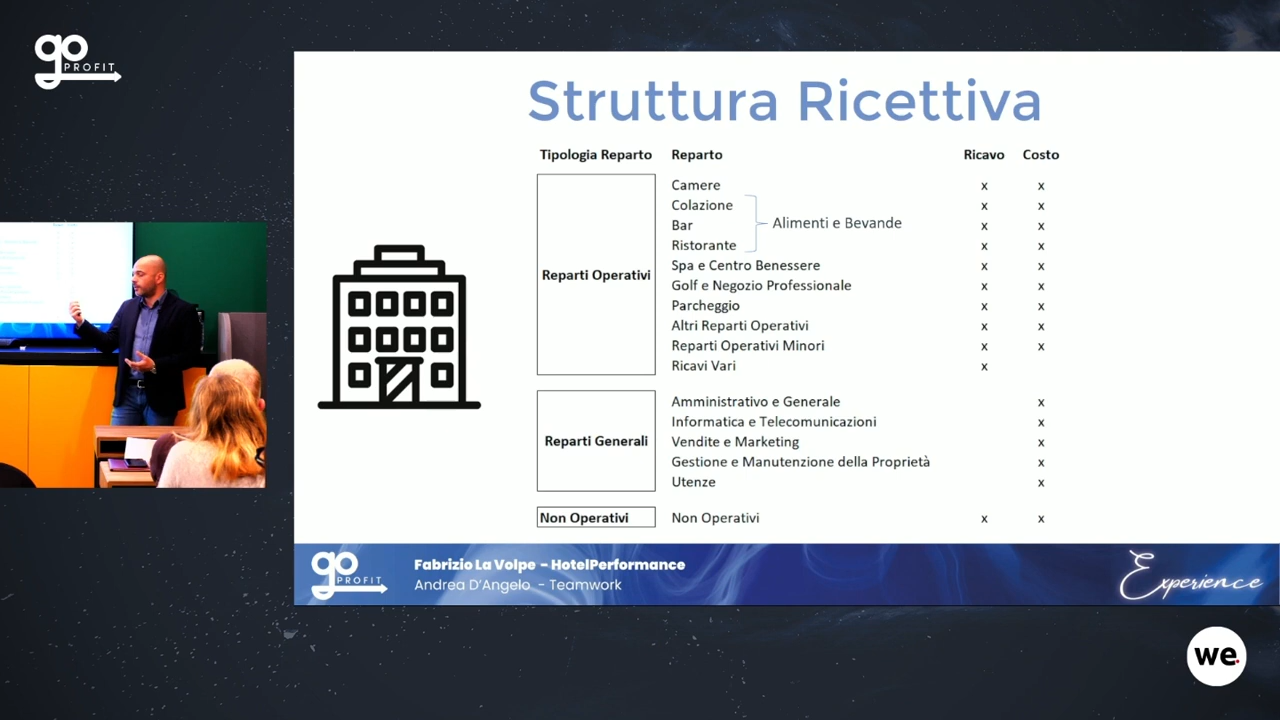 go
PROFIT
Struttura Ricettiva
Tipologia Reparto Reparto Ricavo Costo
Camere x x
Colazione x x
Bar x x
Alimenti e Bevande
Ristorante x x
Reparti Operativi
Spa e Centro Benessere x x
Golf e Negozio Professionale x x
Parcheggio x x
Altri Reparti Operativi x x
Reparti Operativi Minori x x
Ricavi Vari x
Reparti Generali
Amministrativo e Generale x
Informatica e Telecomunicazioni x
Vendite e Marketing x
Gestione e Manutenzione della Proprietà x
Utenze x
Non Operativi Non Operativi x x
go
PROFIT
Fabrizio La Volpe - HotelPerformance
Andrea D'Angelo - Teamwork
Experience
we.